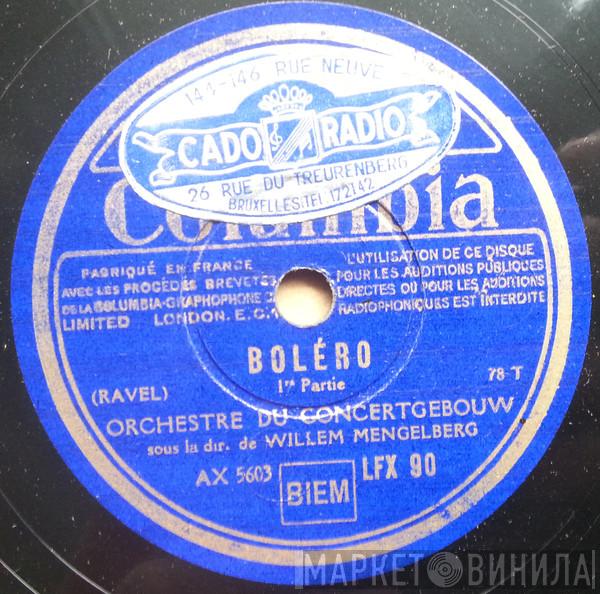 144-146 RUE NEUVE
CADO RADIO
26 RUE DU TREURENBERG
BRUXELLES. TEL 172142
Columbia
FABRIQUÉ EN FRANCE
AVEC LES PROCÉDÉS BREVETÉS
DE LA COLUMBIA-GRAPHOPHONE
LIMITED LONDON. E.C.
L'UTILISATION DE CE DISQUE
POUR LES AUDITIONS PUBLIQUES
DIRECTES OU POUR LES AUDITIONS
RADIOPHONIQUES EST INTERDITE
BOLÉRO
1re Partie
78 T
(RAVEL)
ORCHESTRE DU CONCERTGEBOUW
sous la dir. de WILLEM MENGELBERG
AX 5603
BIEM
LFX 90
МАРКЕТ ВИНИЛА